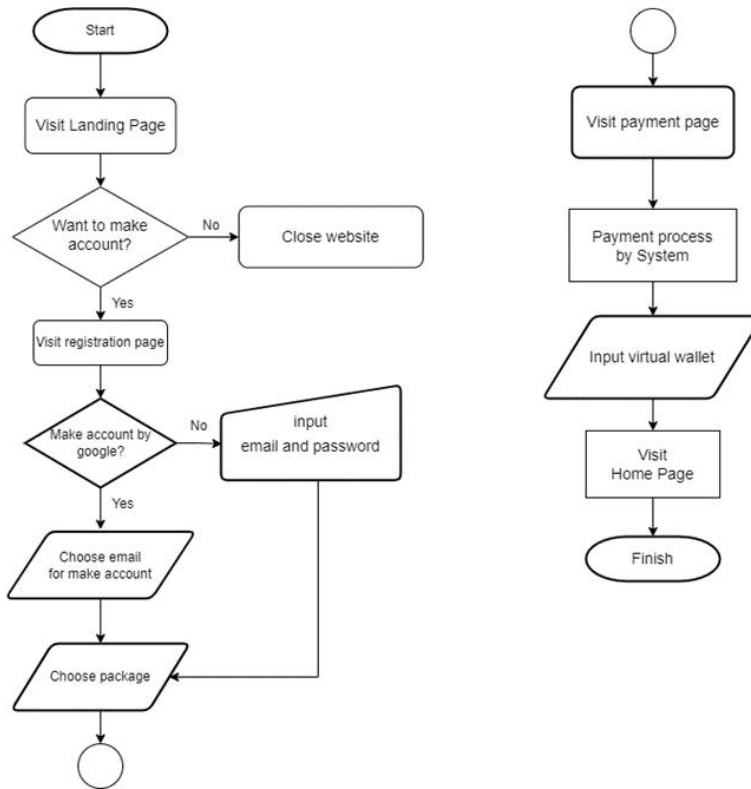 Start
Visit Landing Page
Want to make
account?
No
Close website
Yes
Visit registration page
Make account by
google?
No
input
email and password
Yes
Choose email
for make account
Choose package
Visit payment page
Payment process
by System
Input virtual wallet
Visit
Home Page
Finish